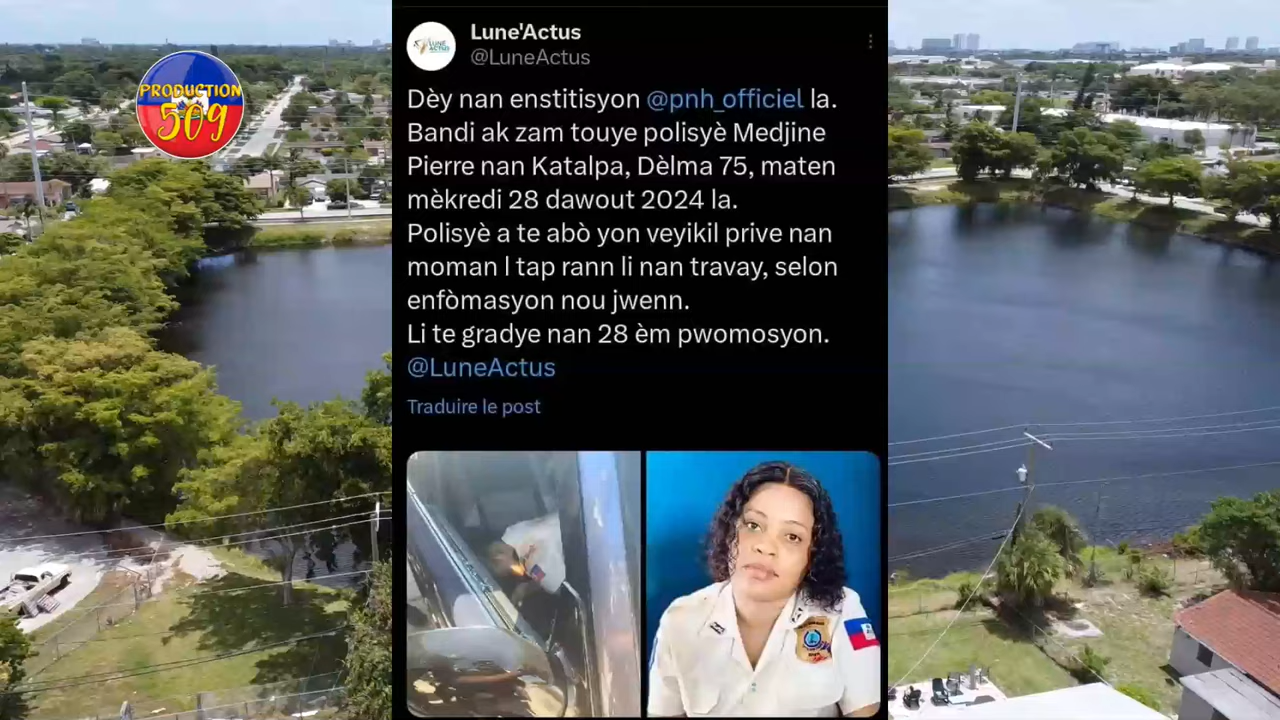 PRODUCTION
509
Lune'Actus
@LuneActus
Dèy nan enstitisyon @pnh_officiel la.
Bandi ak zam touye polisyè Medjine
Pierre nan Katalpa, Dèlma 75, maten
mèkredi 28 dawout 2024 la.
Polisyè a te abò yon veyikil prive nan
moman l tap rann li nan travay, selon
enfòmasyon nou jwenn.
Li te gradye nan 28 èm pwomosyon.
@LuneActus
Traduire le post